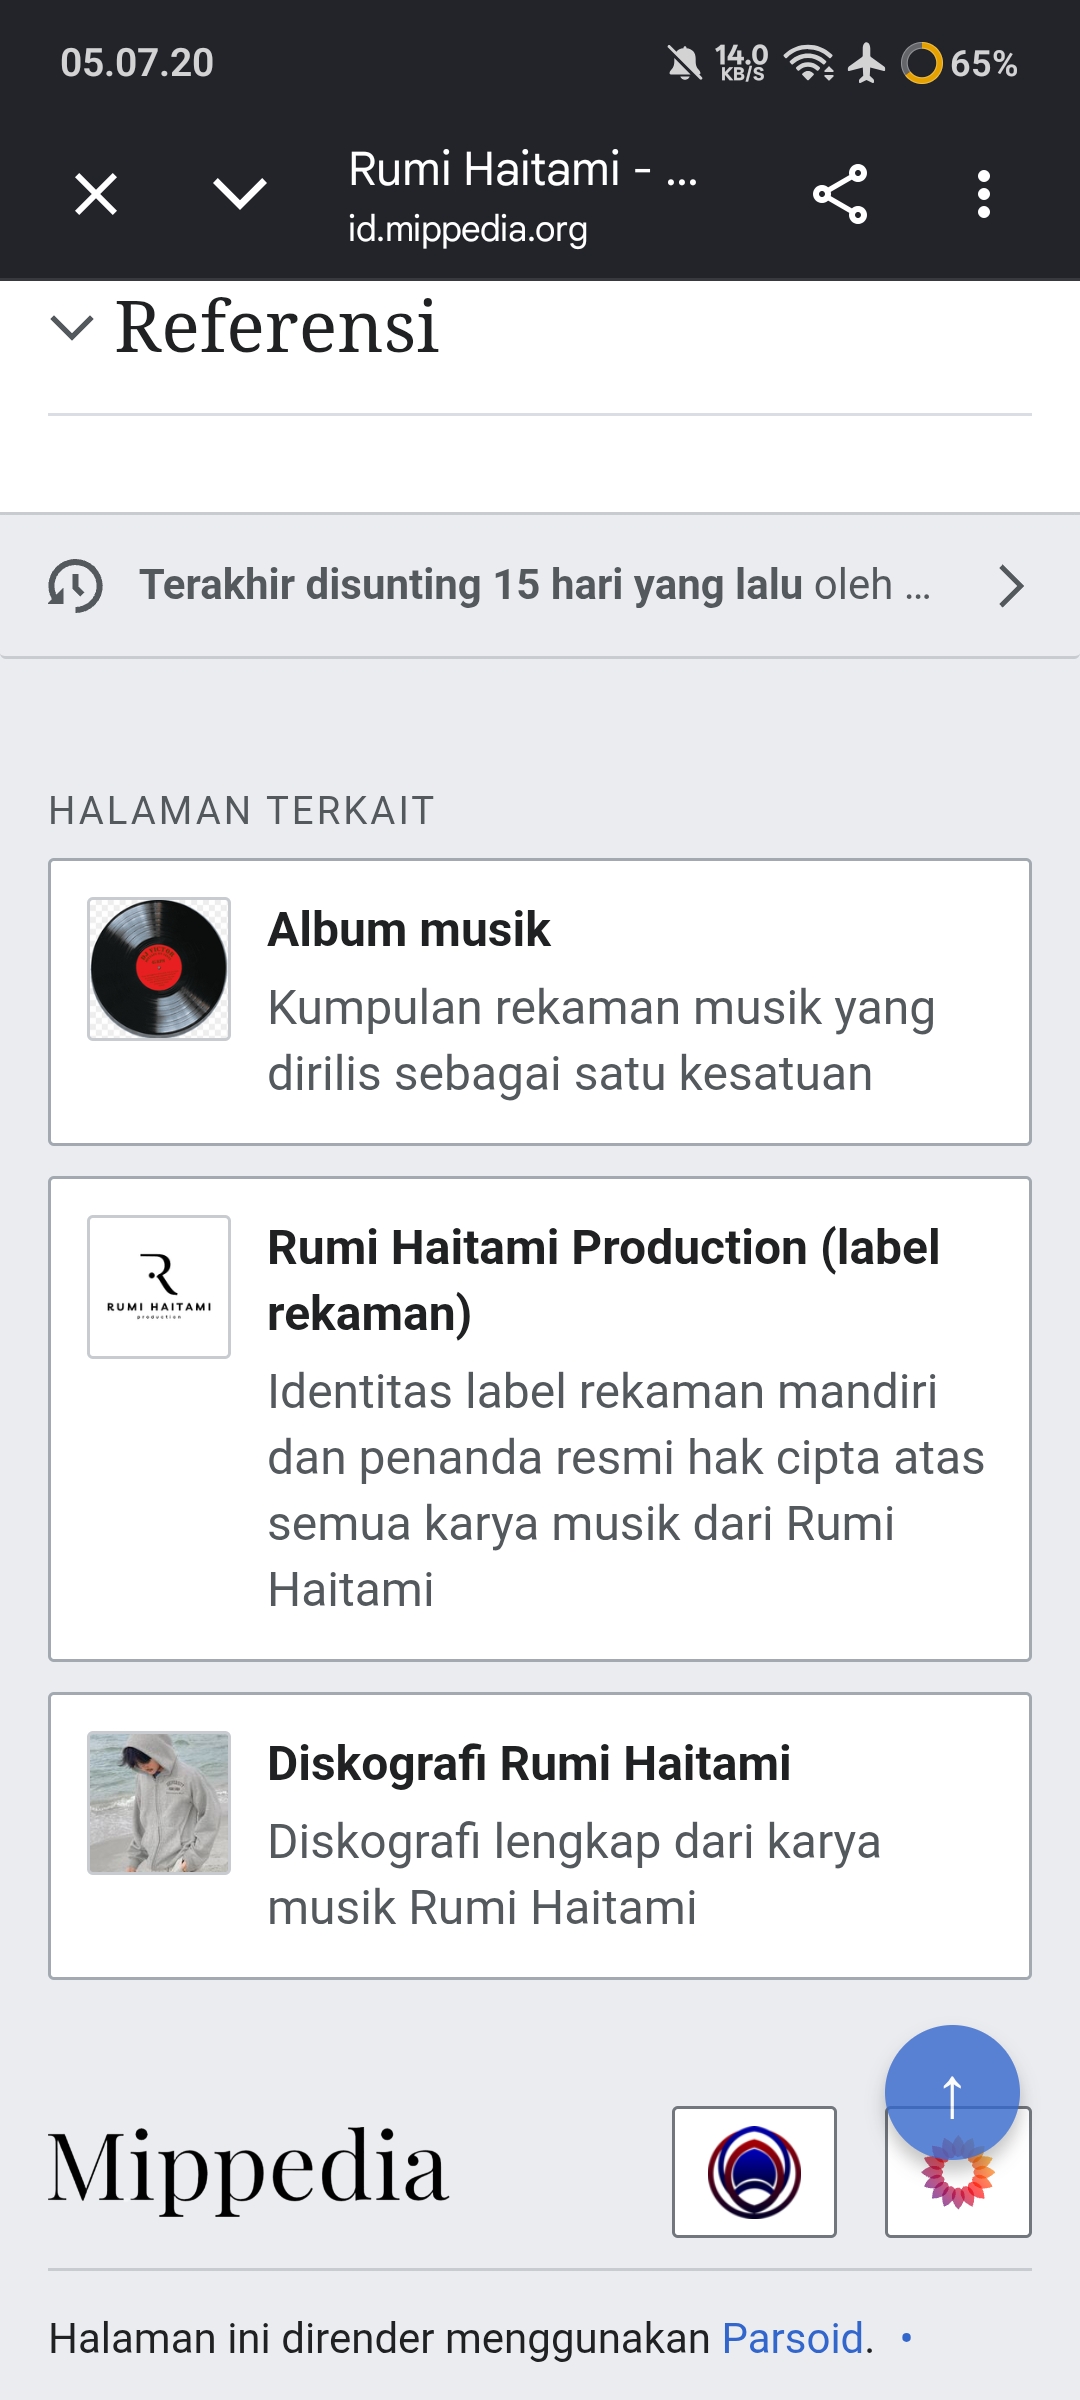 05.07.20
14.0
KB/S
65%
Rumi Haitami - ...
id.mippedia.org
Referensi
Terakhir disunting 15 hari yang lalu oleh ...
HALAMAN TERKAIT
Album musik
Kumpulan rekaman musik yang
dirilis sebagai satu kesatuan
R
RUMI HAITAMI
production
Rumi Haitami Production (label
rekaman)
Identitas label rekaman mandiri
dan penanda resmi hak cipta atas
semua karya musik dari Rumi
Haitami
Diskografi Rumi Haitami
Diskografi lengkap dari karya
musik Rumi Haitami
↑
Mippedia
Halaman ini dirender menggunakan Parsoid. •